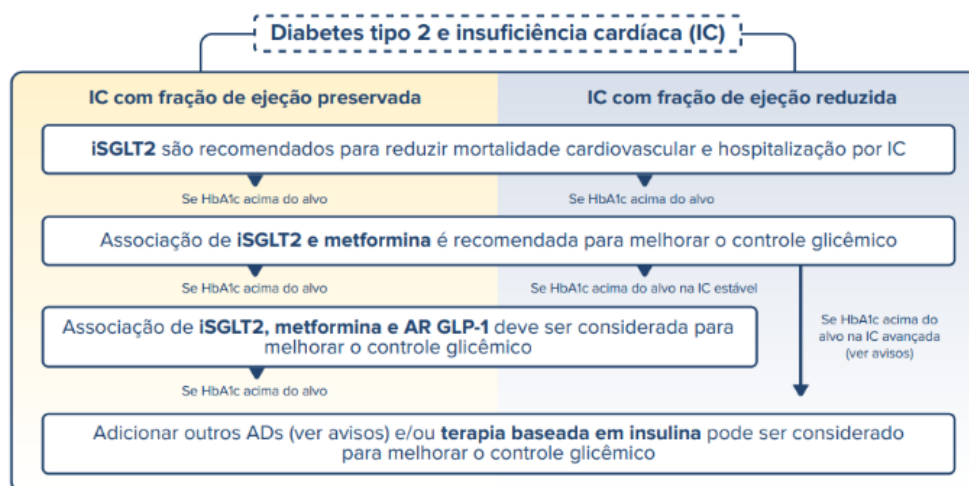 Diabetes tipo 2 e insuficiência cardíaca (IC)
IC com fração de ejeção preservada
IC com fração de ejeção reduzida
iSGLT2 são recomendados para reduzir mortalidade cardiovascular e hospitalização por IC
Se HbA1c acima do alvo
Se HbA1c acima do alvo
Associação de iSGLT2 e metformina é recomendada para melhorar o controle glicêmico
Se HbA1c acima do alvo
Se HbA1c acima do alvo na IC estável
Associação de iSGLT2, metformina e AR GLP-1 deve ser considerada para
melhorar o controle glicêmico
Se HbA1c acima do
alvo na IC avançada
(ver avisos)
Se HbA1c acima do alvo
Adicionar outros ADs (ver avisos) e/ou terapia baseada em insulina pode ser considerado
para melhorar o controle glicêmico